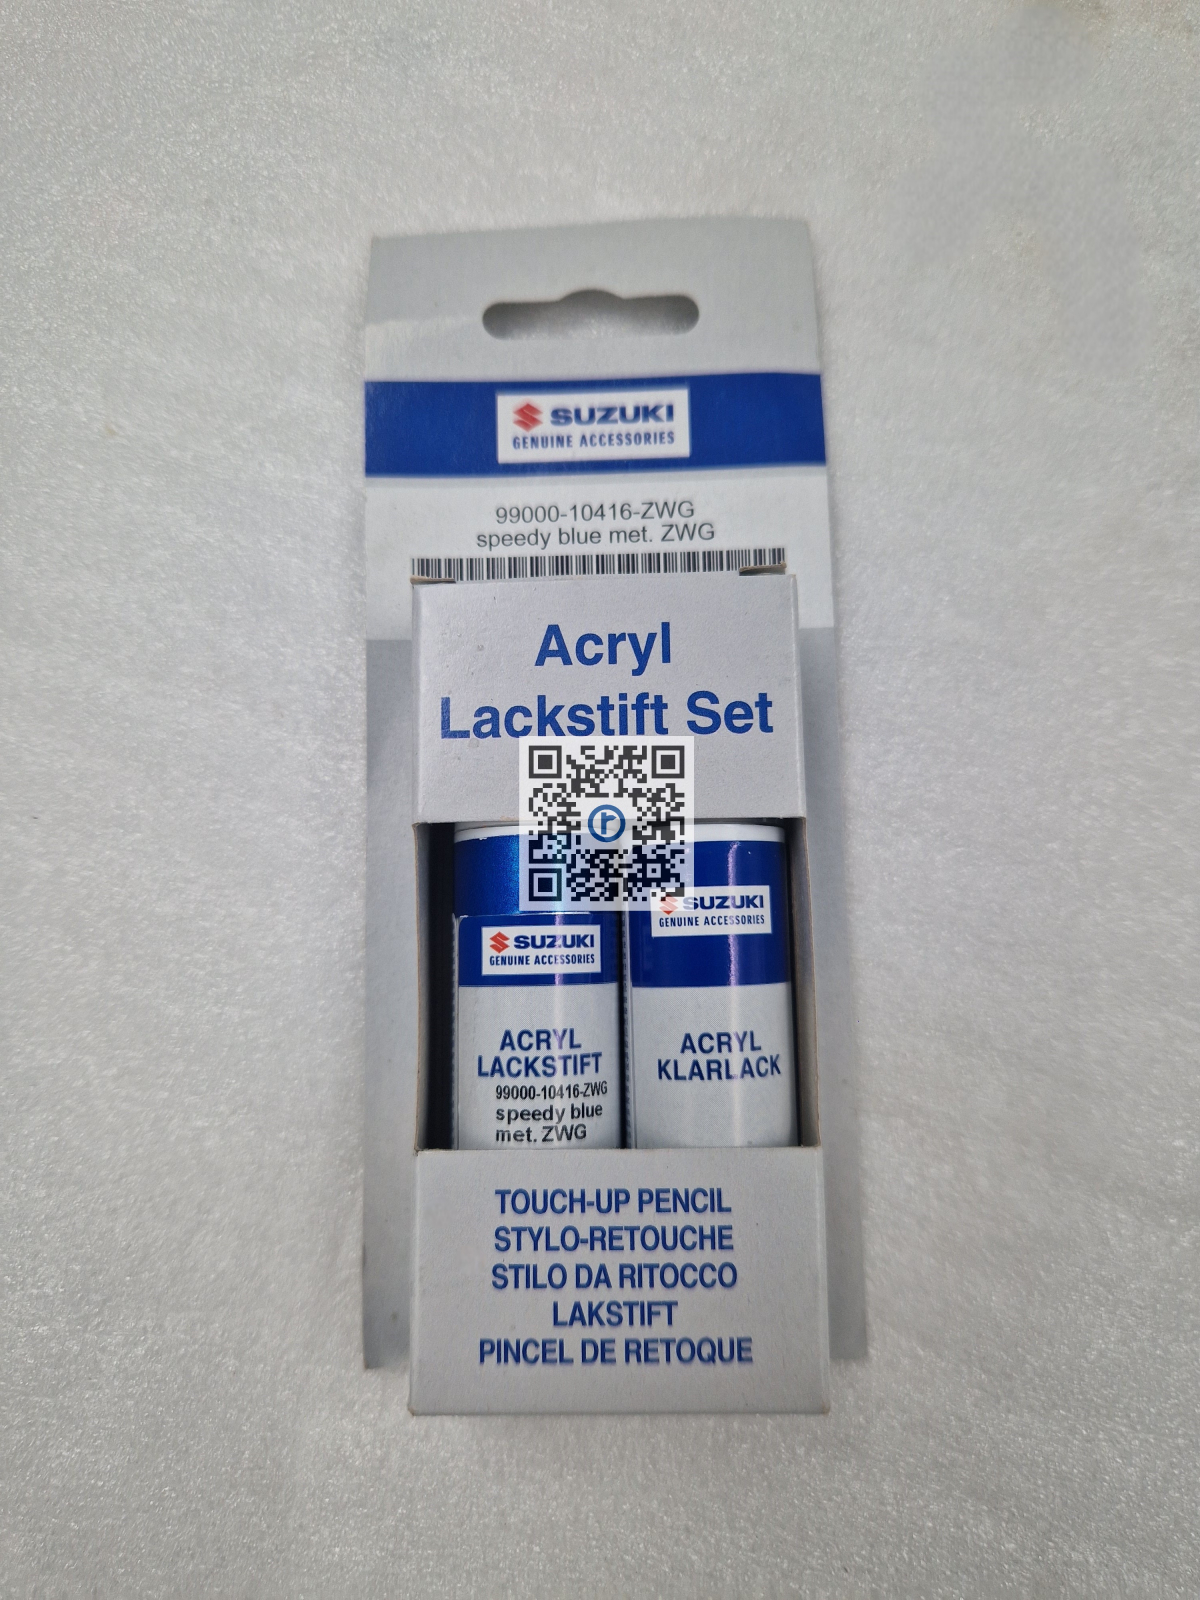 SUZUKI
GENUINE ACCESSORIES
99000-10416-ZWG
speedy blue met. ZWG
Acryl
Lackstift Set
r
SUZUKI
GENUINE ACCESSORIES
ACRYL
LACKSTIFT
99000-10416-ZWG
speedy blue
met. ZWG
SUZUKI
GENUINE ACCESSORIES
ACRYL
KLARLACK
TOUCH-UP PENCIL
STYLO-RETOUCHE
STILO DA RITOCCO
LAKSTIFT
PINCEL DE RETOQUE